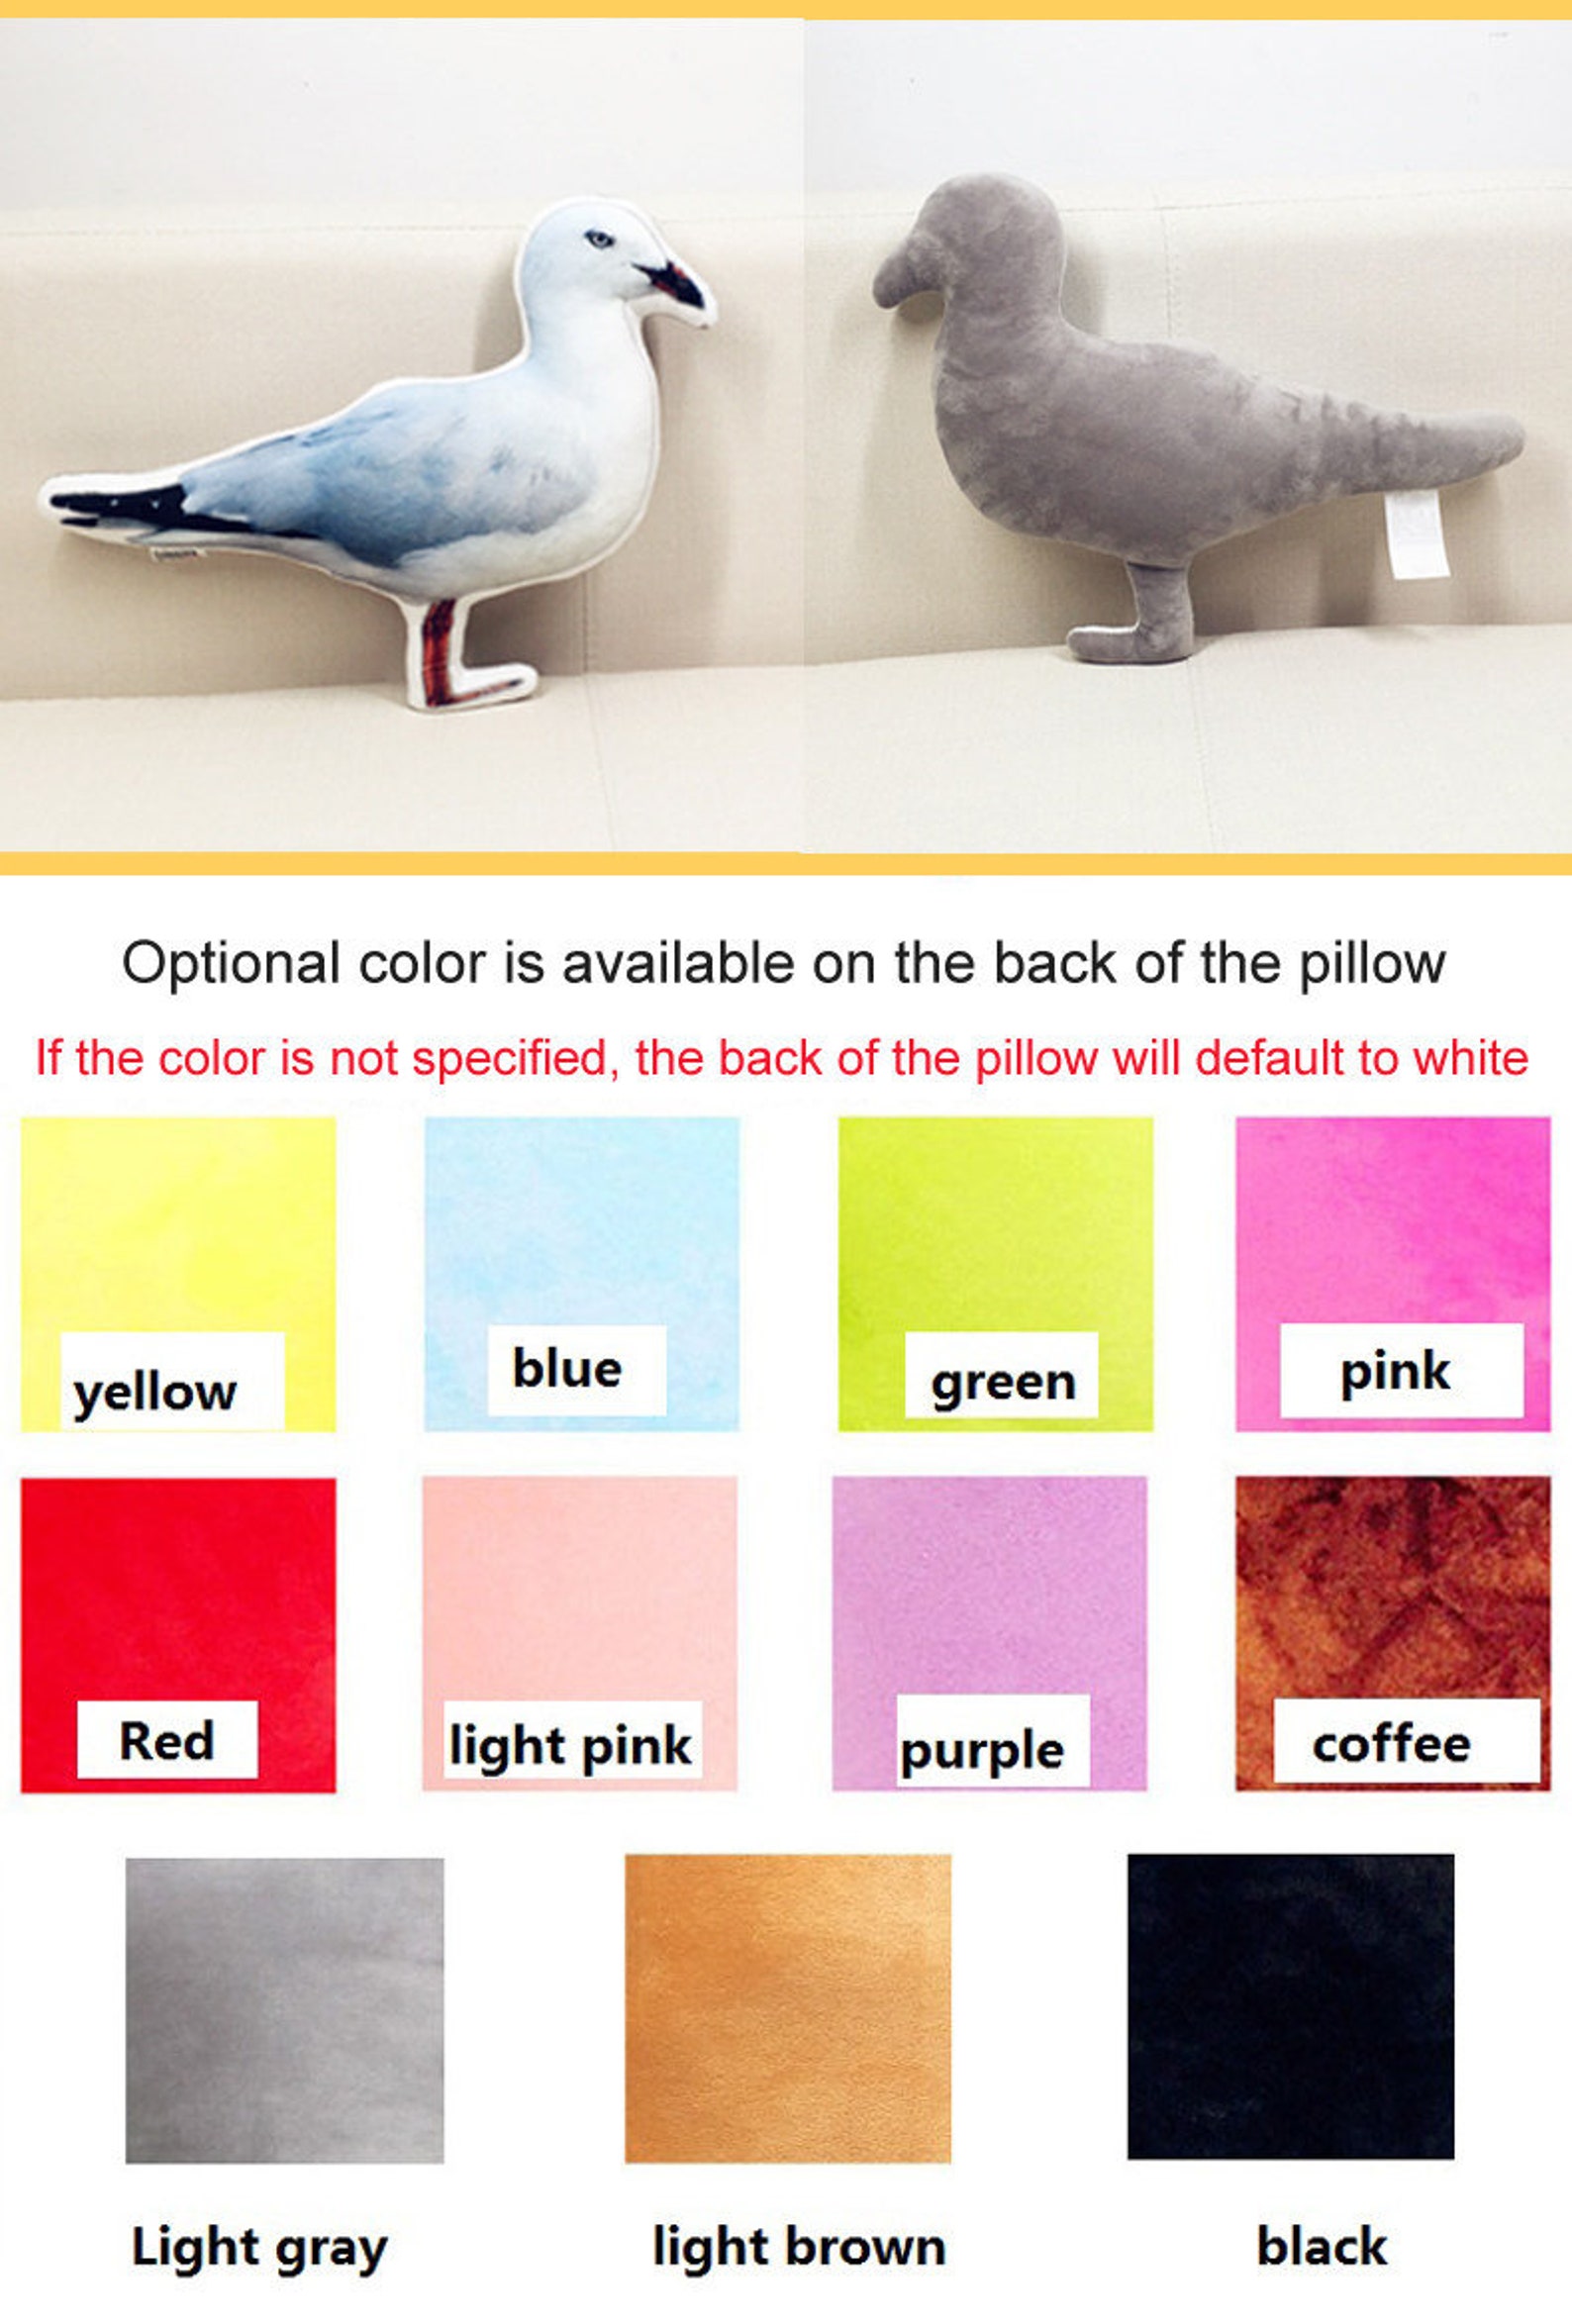 Optional color is available on the back of the pillow
If the color is not specified, the back of the pillow will default to white
yellow
blue
green
pink
Red
light pink
purple
coffee
Light gray
light brown
black